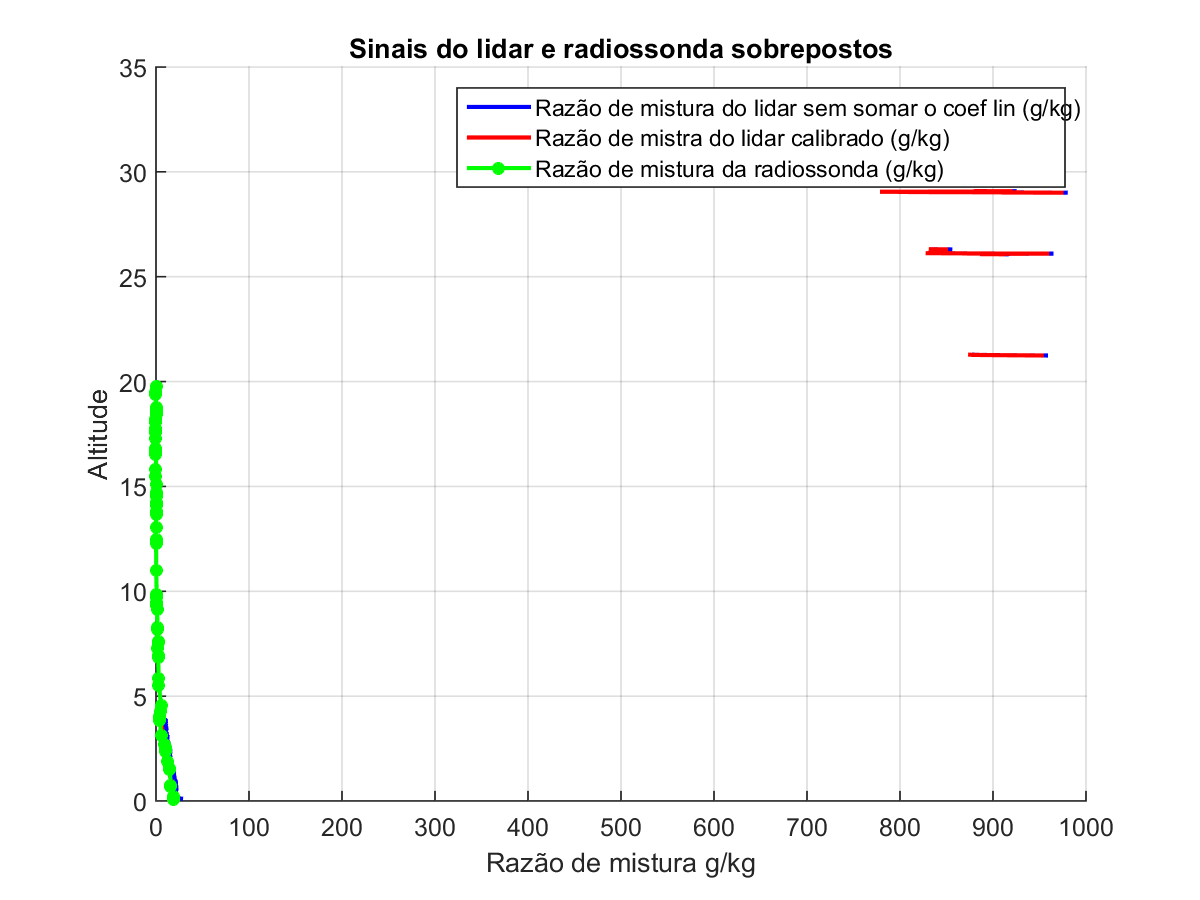 Sinais do lidar e radiossonda sobrepostos
35
30
25
20
15
10
5
0
Altitude
Razão de mistura do lidar sem somar o coef lin (g/kg)
Razão de mistra do lidar calibrado (g/kg)
Razão de mistura da radiossonda (g/kg)
0 100 200 300 400 500 600 700 800 900 1000
Razão de mistura g/kg